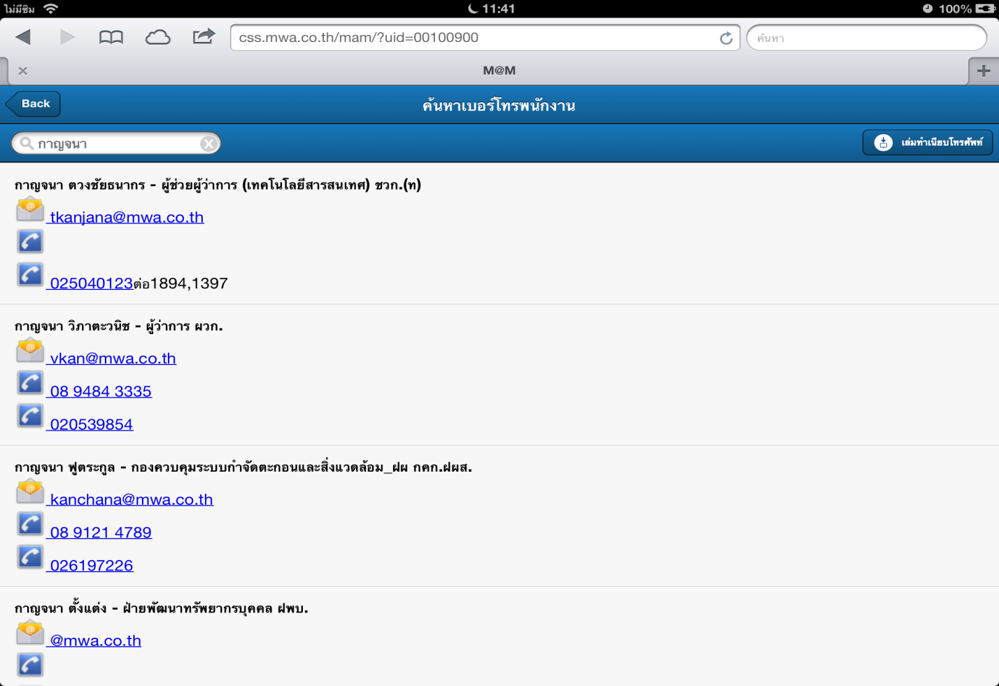 ไม่มีซิม 11:41 100%
css.mwa.co.th/mam/?uid=00100900 ค้นหา
M@M
Back ค้นหาเบอร์โทรพนักงาน
กาญจนา เล่มทำเนียบโทรศัพท์
กาญจนา ตวงชัยธนากร - ผู้ช่วยผู้ว่าการ (เทคโนโลยีสารสนเทศ) ชวก.(ท)
tkanjana@mwa.co.th
025040123ต่อ1894,1397
กาญจนา วิภาตะวนิช - ผู้ว่าการ ผวก.
vkan@mwa.co.th
08 9484 3335
020539854
กาญจนา ฟูตระกูล - กองควบคุมระบบกำจัดตะกอนและสิ่งแวดล้อม_ฝผ กคก.ฝผส.
kanchana@mwa.co.th
08 9121 4789
026197226
กาญจนา ตั้งแต่ง - ฝ่ายพัฒนาทรัพยากรบุคคล ฝพบ.
@mwa.co.th